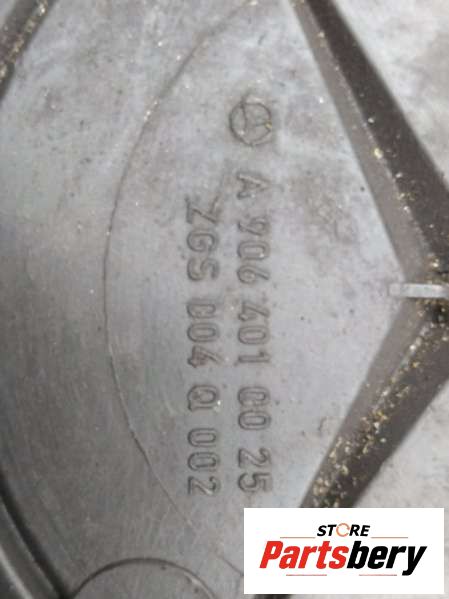 A 906 401 00 25
ZGS 004 Q 002
STORE
Partsbery